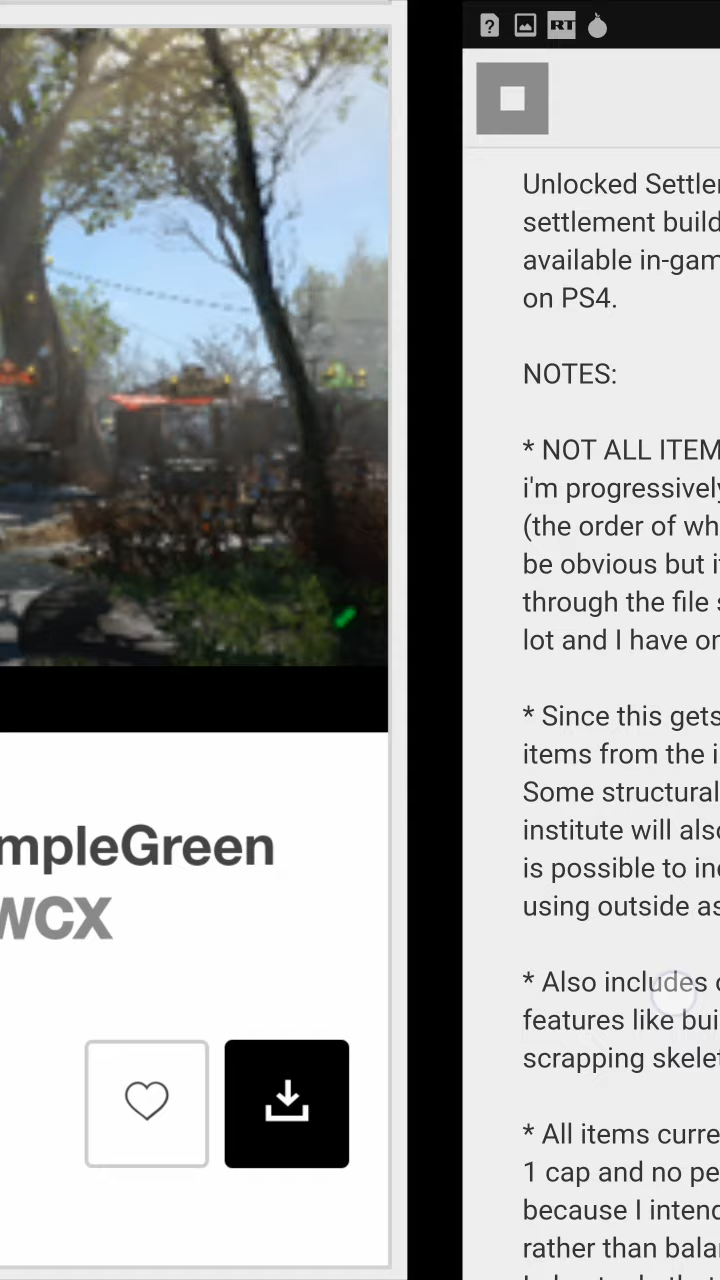 mpleGreen
WCX
RT
Unlocked Settle
settlement build
available in-gam
on PS4.
NOTES:
* NOT ALL ITEM
i'm progressively
(the order of wh
be obvious but i
through the file s
lot and I have or
* Since this gets
items from the i
Some structural
institute will also
is possible to inc
using outside as
* Also includes c
features like bui
scrapping skelet
* All items curre
1 cap and no pe
because I intend
rather than balar